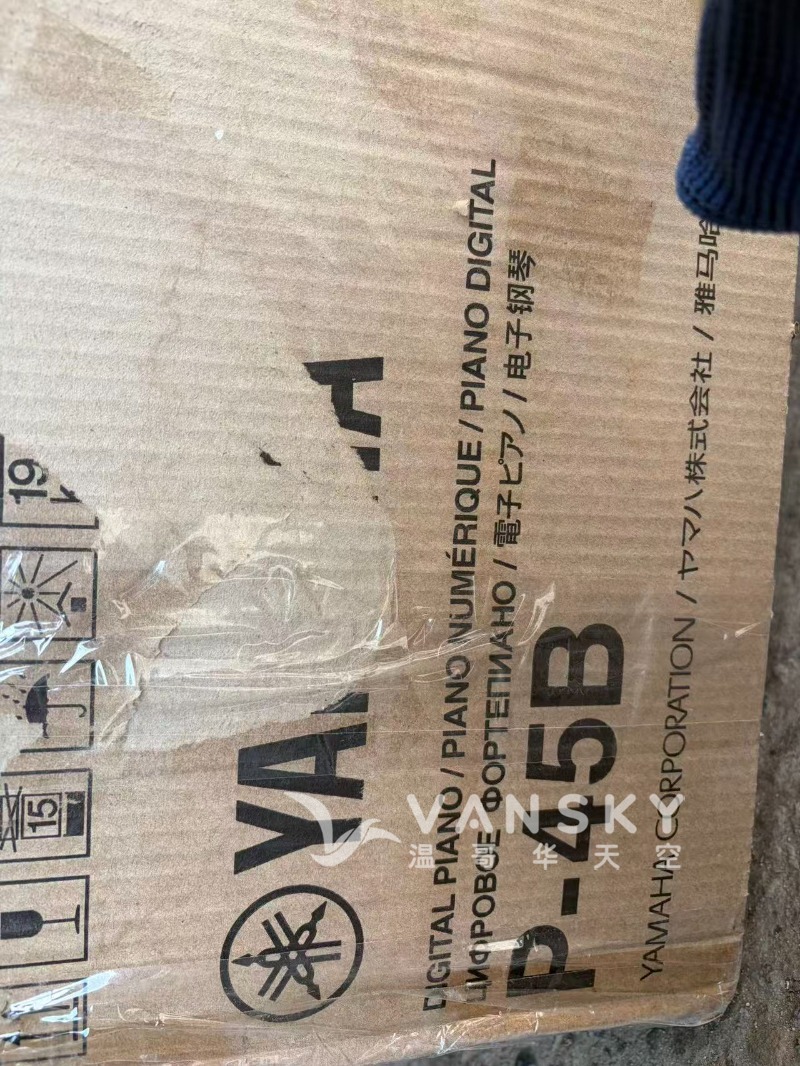 19
15
YA
DIGITAL PIANO / PIANO NUMÉRIQUE / PIANO DIGITAL
ЦИФРОВОЕ ФОРТЕПИАНО / 電子ピアノ / 电子钢琴
P-45B
YAMAHA CORPORATION / ヤマハ株式会社 / 雅马哈
VANSKY
温哥华天空